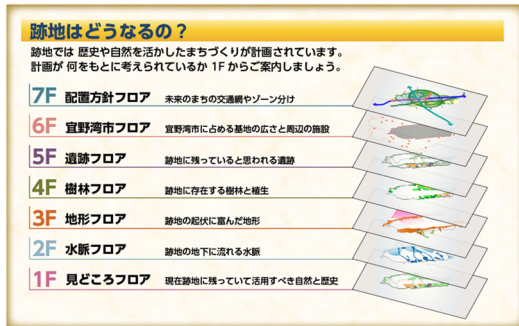 跡地はどうなるの？
跡地では 歴史や自然を活かしたまちづくりが計画されています。
計画が 何をもとに考えられているか 1F からご案内しましょう。
7F 配置方針フロア 未来のまちの交通網やゾーン分け
6F 宜野湾市フロア 宜野湾市に占める基地の広さと周辺の施設
5F 遺跡フロア 跡地に残っていると思われる遺跡
4F 樹林フロア 跡地に存在する樹林と植生
3F 地形フロア 跡地の起伏に富んだ地形
2F 水脈フロア 跡地の地下に流れる水脈
1F 見どころフロア 現在跡地に残っていて活用すべき自然と歴史